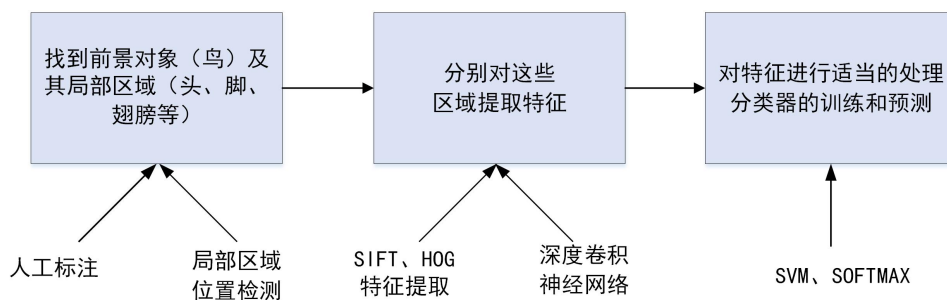 找到前景对象（鸟）及
其局部区域（头、脚、
翅膀等）
分别对这些
区域提取特征
对特征进行适当的处理
分类器的训练和预测
人工标注
局部区域
位置检测
SIFT、HOG
特征提取
深度卷积
神经网络
SVM、SOFTMAX